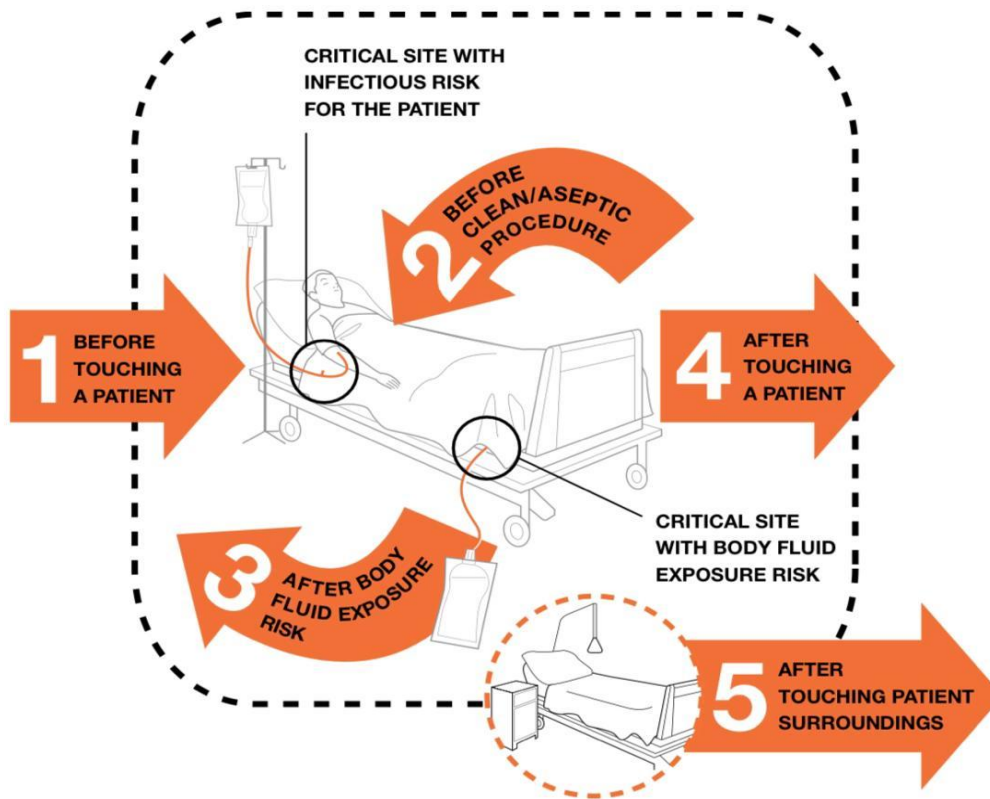 CRITICAL SITE WITH
INFECTIOUS RISK
FOR THE PATIENT
1
BEFORE
TOUCHING
A PATIENT
2
BEFORE
CLEAN/ASEPTIC
PROCEDURE
3
AFTER BODY
FLUID EXPOSURE
RISK
4
AFTER
TOUCHING
A PATIENT
CRITICAL SITE
WITH BODY FLUID
EXPOSURE RISK
5
AFTER
TOUCHING PATIENT
SURROUNDINGS